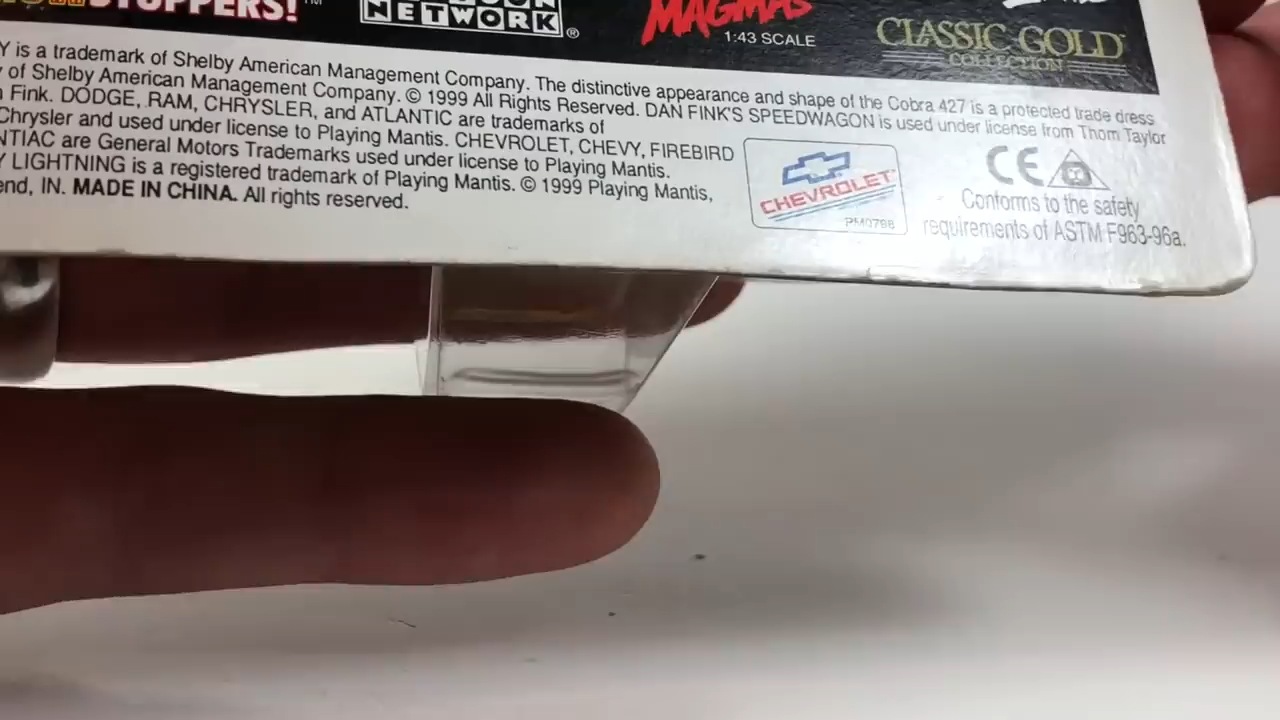 STOPPERS!™
NETWORK®
MAGMAS
1:43 SCALE
CLASSIC GOLD
COLLECTION
Y is a trademark of Shelby American Management Company. The distinctive appearance and shape of the Cobra 427 is a protected trade dress
of Shelby American Management Company. © 1999 All Rights Reserved. DAN FINK'S SPEEDWAGON is used under license from Thom Taylor
Fink. DODGE, RAM, CHRYSLER, and ATLANTIC are trademarks of
Chrysler and used under license to Playing Mantis. CHEVROLET, CHEVY, FIREBIRD
NTIAC are General Motors Trademarks used under license to Playing Mantis.
Y LIGHTNING is a registered trademark of Playing Mantis. © 1999 Playing Mantis,
end, IN. MADE IN CHINA. All rights reserved.
CHEVROLET
PM0798
CE
Conforms to the safety
requirements of ASTM F963-96a.